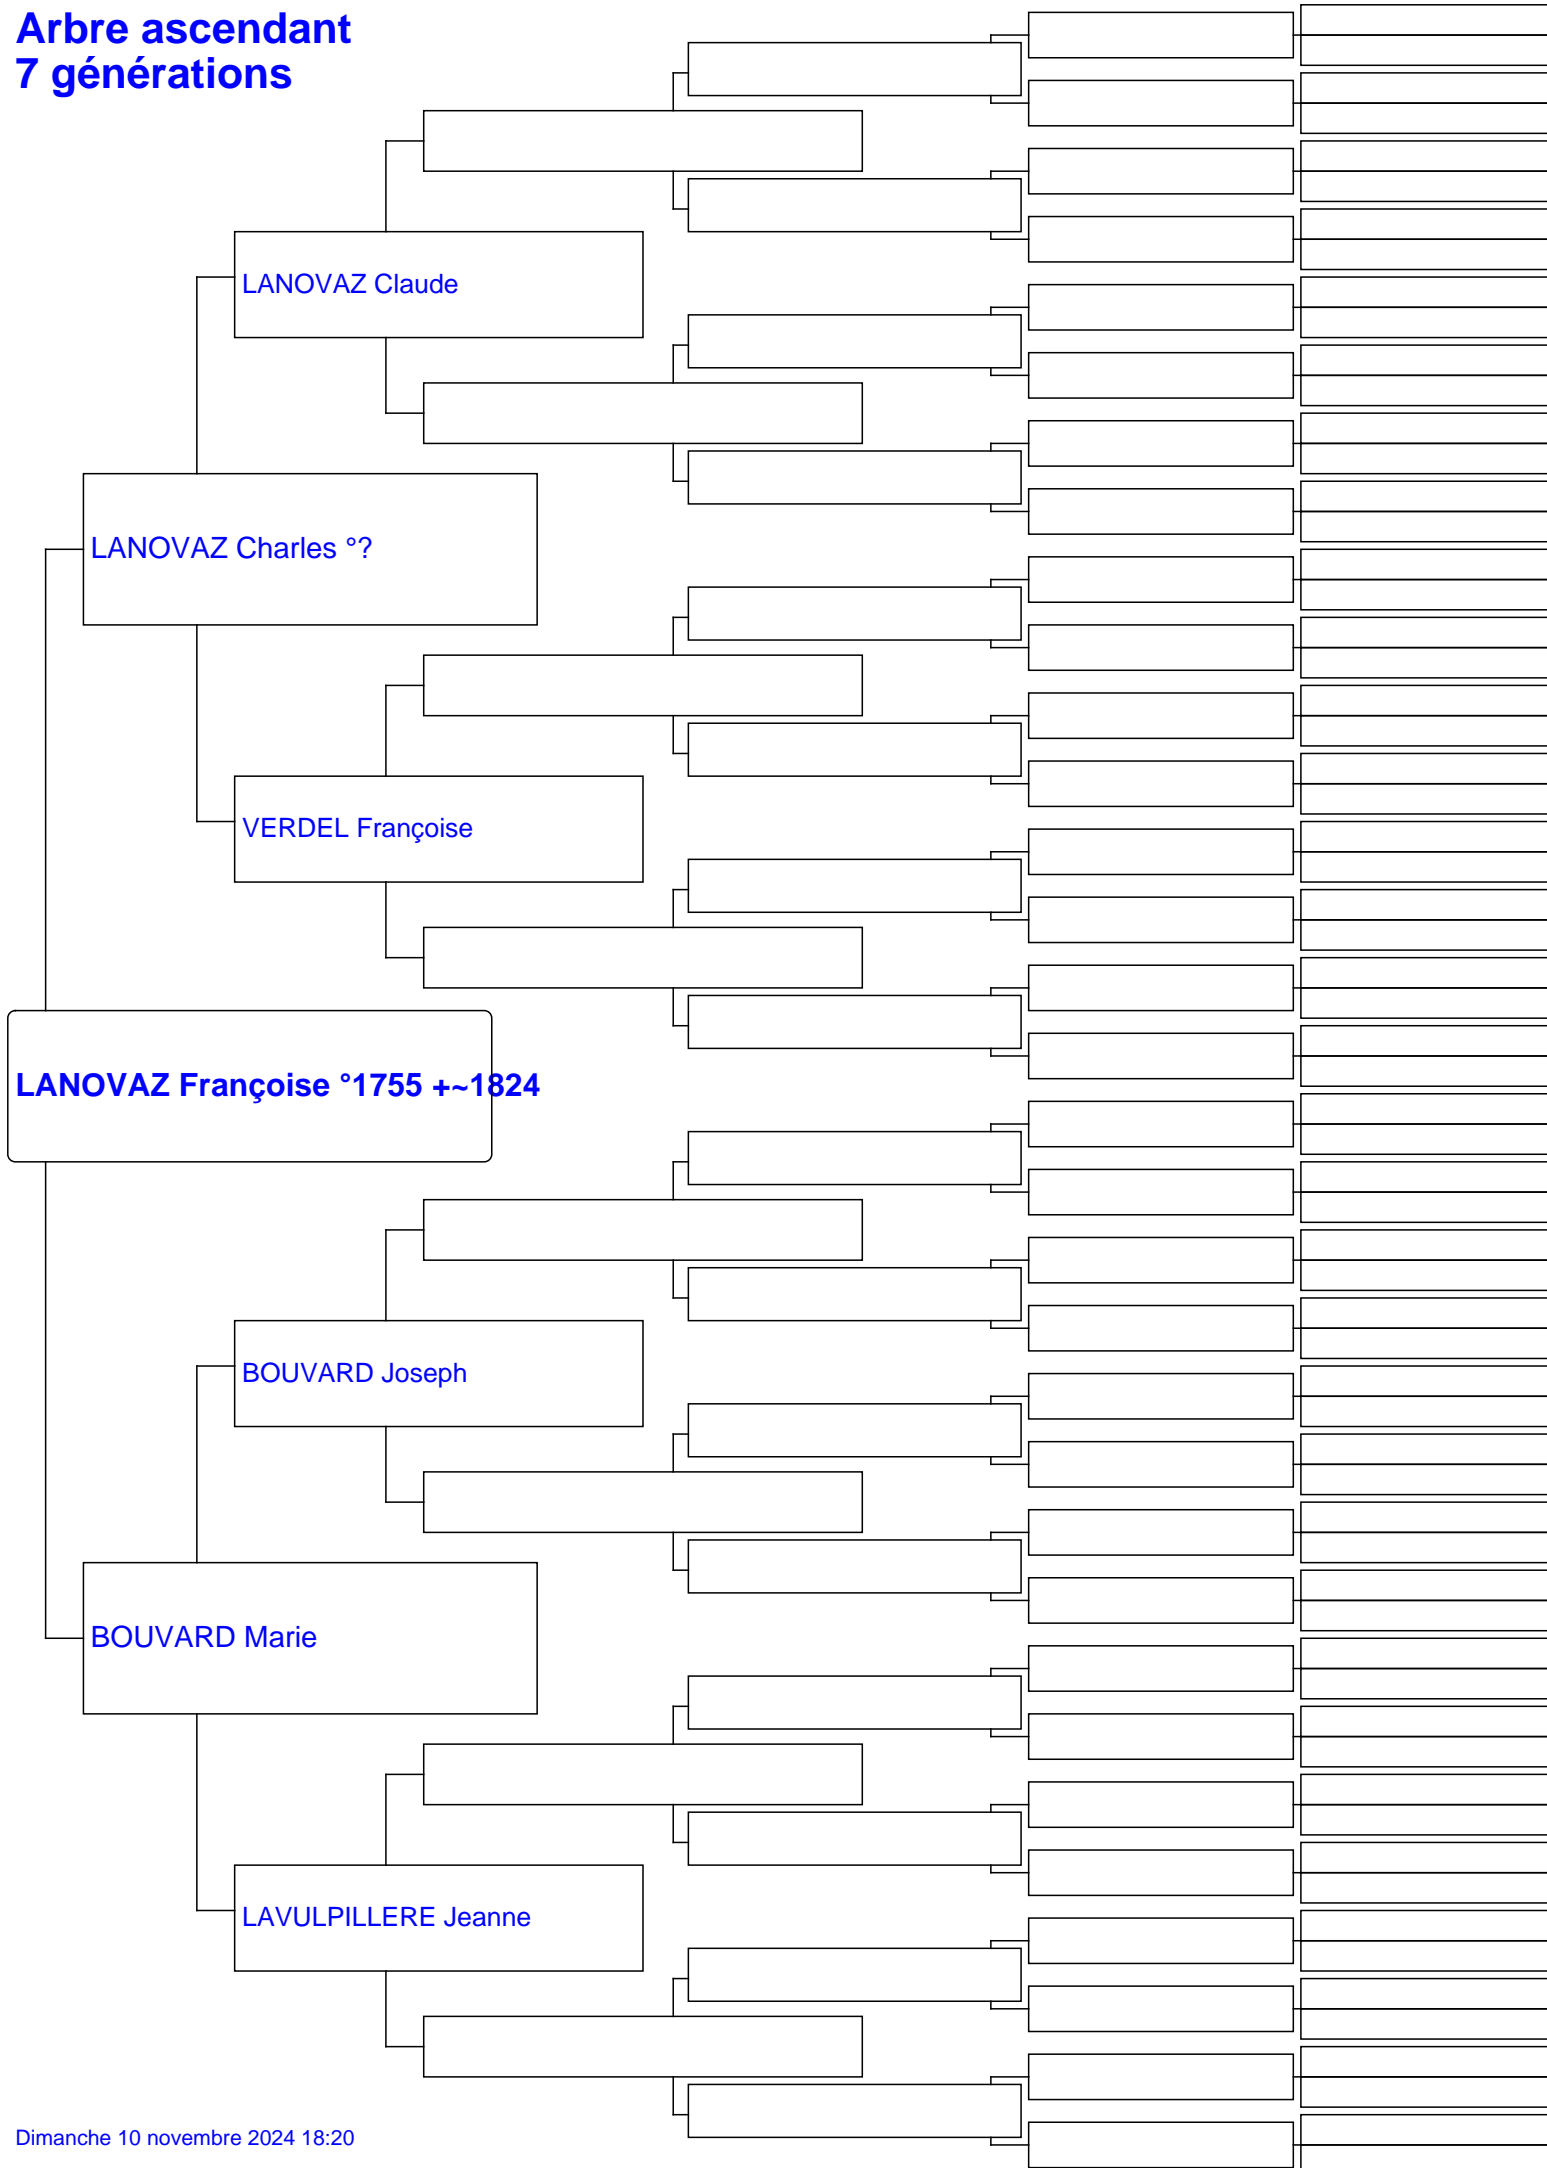 Arbre ascendant
7 générations
LANOVAZ Claude
LANOVAZ Charles °?
VERDEL Françoise
LANOVAZ Françoise °1755 +~1824
BOUVARD Joseph
BOUVARD Marie
LAVULPILLERE Jeanne
Dimanche 10 novembre 2024 18:20